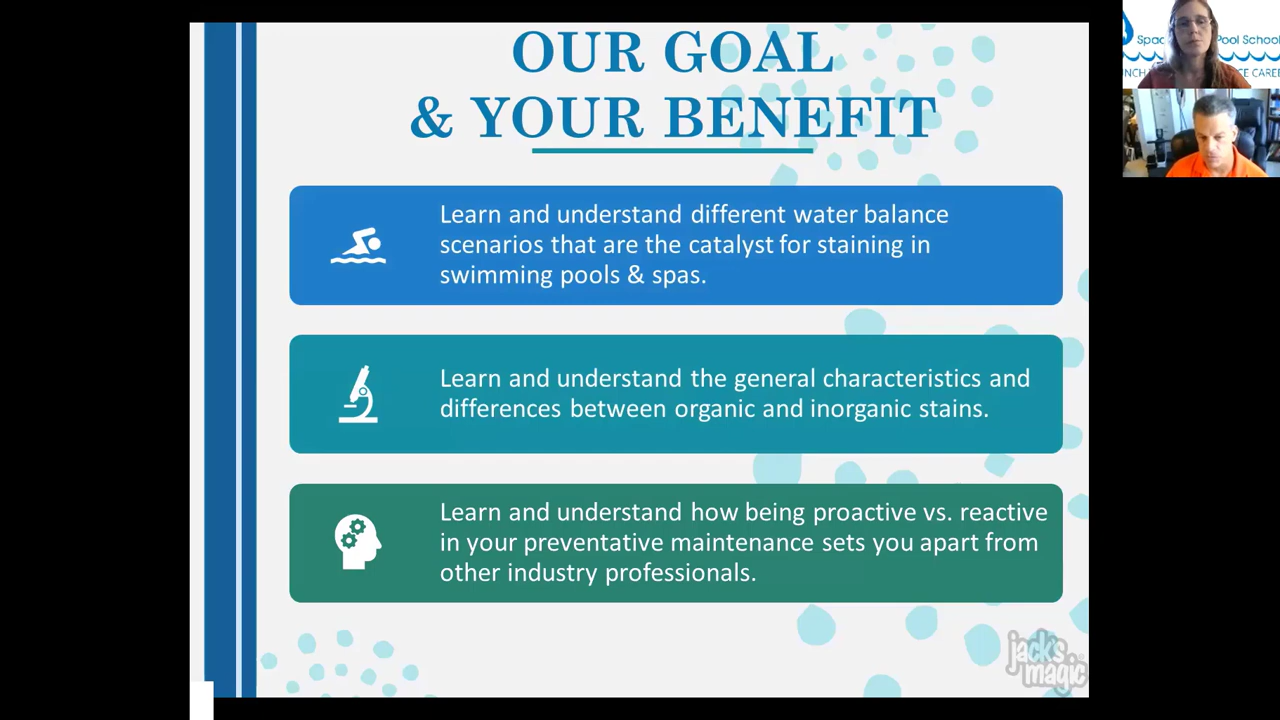 OUR GOAL
& YOUR BENEFIT
Learn and understand different water balance
scenarios that are the catalyst for staining in
swimming pools & spas.
Learn and understand the general characteristics and
differences between organic and inorganic stains.
Learn and understand how being proactive vs. reactive
in your preventative maintenance sets you apart from
other industry professionals.
jack's
magic
Pool School